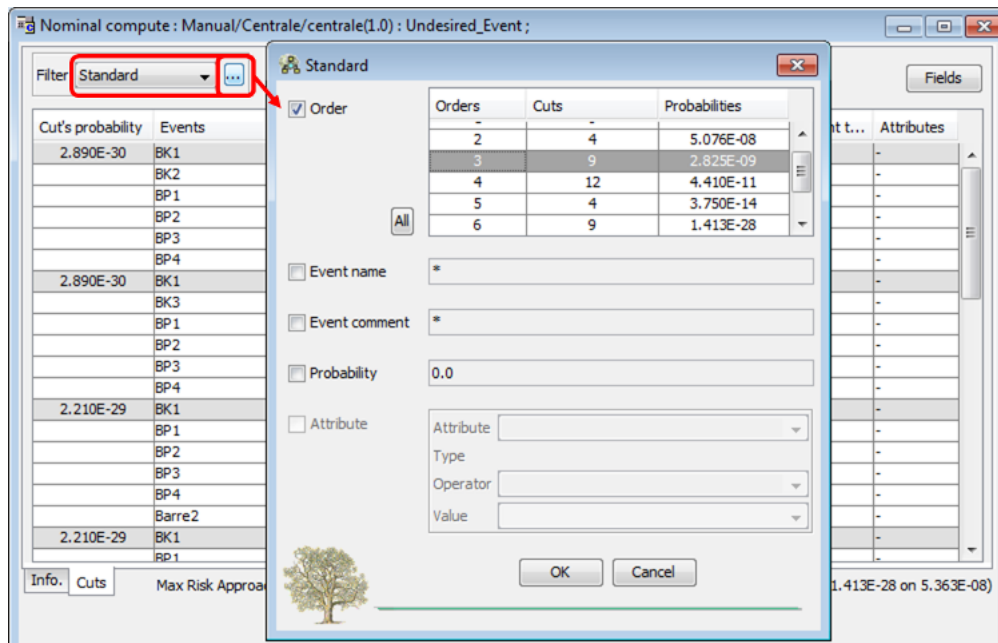 Nominal compute : Manual/Centrale/centrale(1.0) : Undesired_Event ;
Filter Standard ...
Fields
Cut's probability Events
nt t... Attributes
2.890E-30 BK1 -
BK2 -
BP1 -
BP2 -
BP3 -
BP4 -
2.890E-30 BK1 -
BK3 -
BP1 -
BP2 -
BP3 -
BP4 -
2.210E-29 BK1 -
BP1 -
BP2 -
BP3 -
BP4 -
Barre2 -
2.210E-29 BK1 -
BP1 -
Info. Cuts Max Risk Approa
1.413E-28 on 5.363E-08)
Standard
Order
Orders Cuts Probabilities
2 4 5.076E-08
3 9 2.825E-09
4 12 4.410E-11
5 4 3.750E-14
6 9 1.413E-28
All
Event name *
Event comment *
Probability 0.0
Attribute
Attribute
Type
Operator
Value
OK Cancel